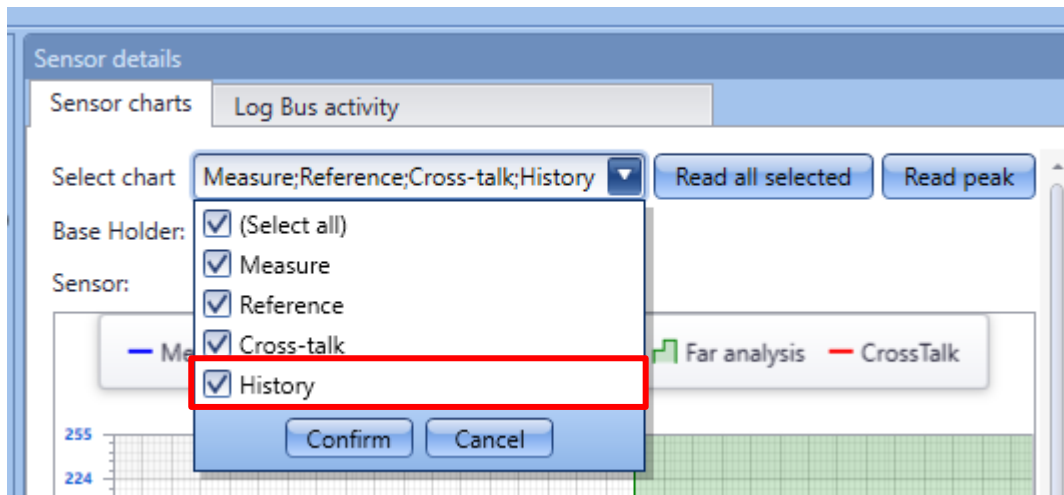 Sensor details
Sensor charts Log Bus activity
Select chart Measure;Reference;Cross-talk;History Read all selected Read peak
Base Holder: (Select all)
Measure
Sensor:
Reference
Cross-talk
Far analysis CrossTalk
History
Confirm Cancel
255
224